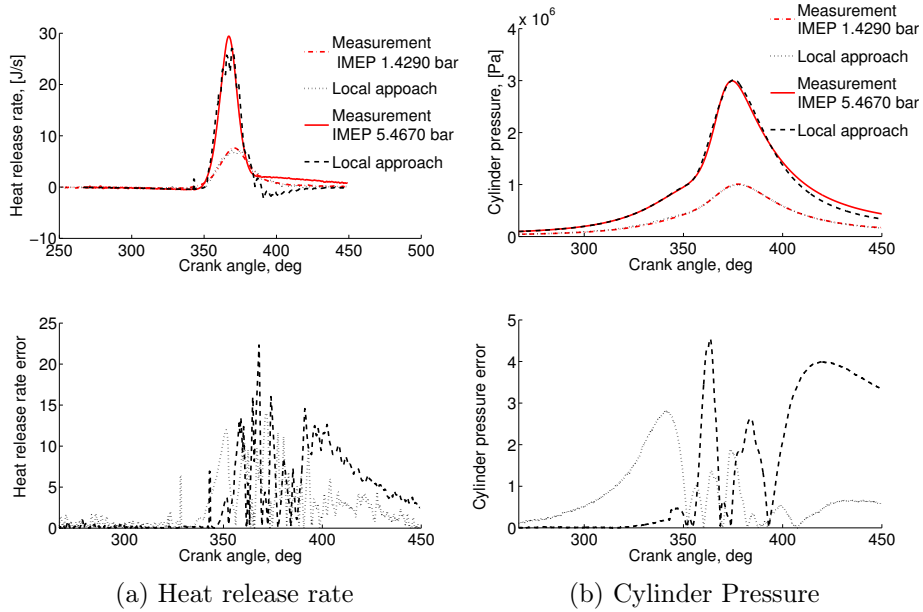 30
20
10
0
−10
250
300
350
400
450
500
Heat release rate, [J/s]
Crank angle, deg
Measurement
IMEP 1.4290 bar
Local appoach
Measurement
IMEP 5.4670 bar
Local approach
x 10^6
4
3
2
1
0
300
350
400
450
Cylinder pressure, [Pa]
Crank angle, deg
Measurement
IMEP 1.4290 bar
Local approach
Measurement
IMEP 5.4670 bar
Local approach
25
20
15
10
5
0
300
350
400
450
Heat release rate error
Crank angle, deg
5
4
3
2
1
0
300
350
400
450
Cylinder pressure error
Crank angle, deg
(a) Heat release rate
(b) Cylinder Pressure